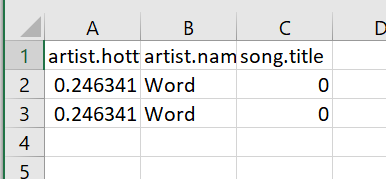 A B C D
1 artist.hott artist.nam song.title
2 0.246341 Word 0
3 0.246341 Word 0
4
5